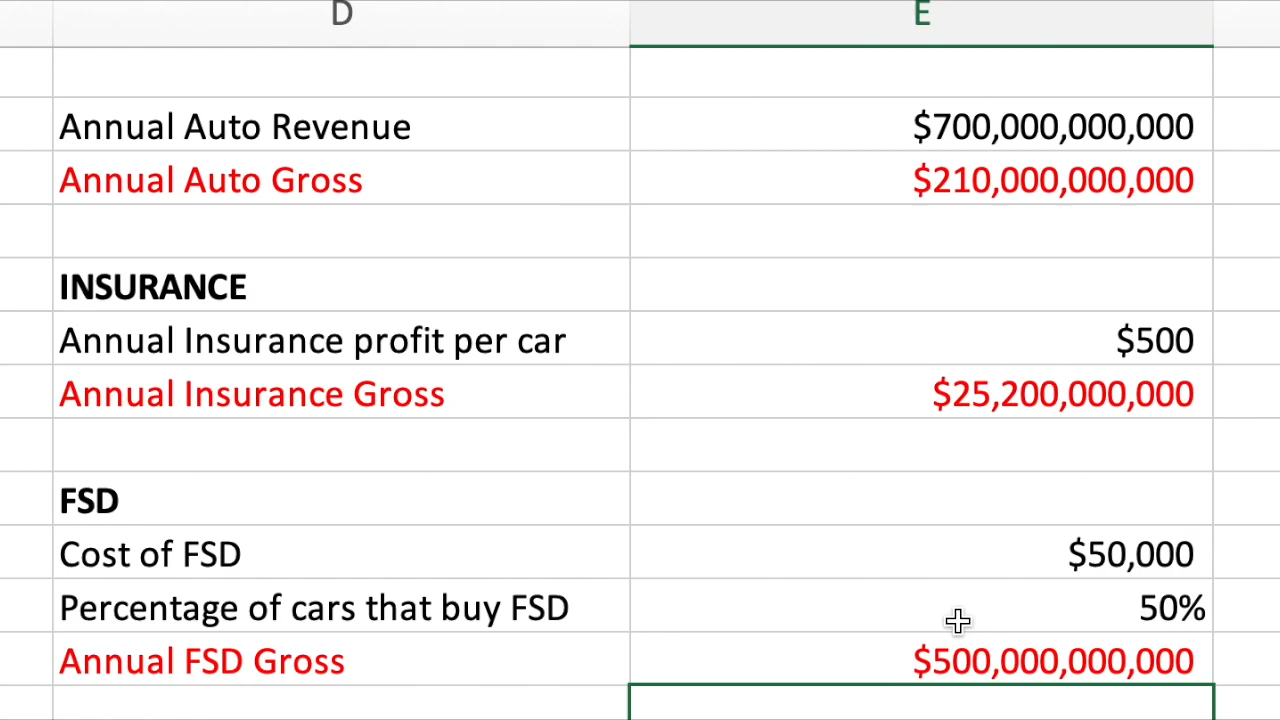 D E
Annual Auto Revenue $700,000,000,000
Annual Auto Gross $210,000,000,000
INSURANCE
Annual Insurance profit per car $500
Annual Insurance Gross $25,200,000,000
FSD
Cost of FSD $50,000
Percentage of cars that buy FSD 50%
Annual FSD Gross $500,000,000,000